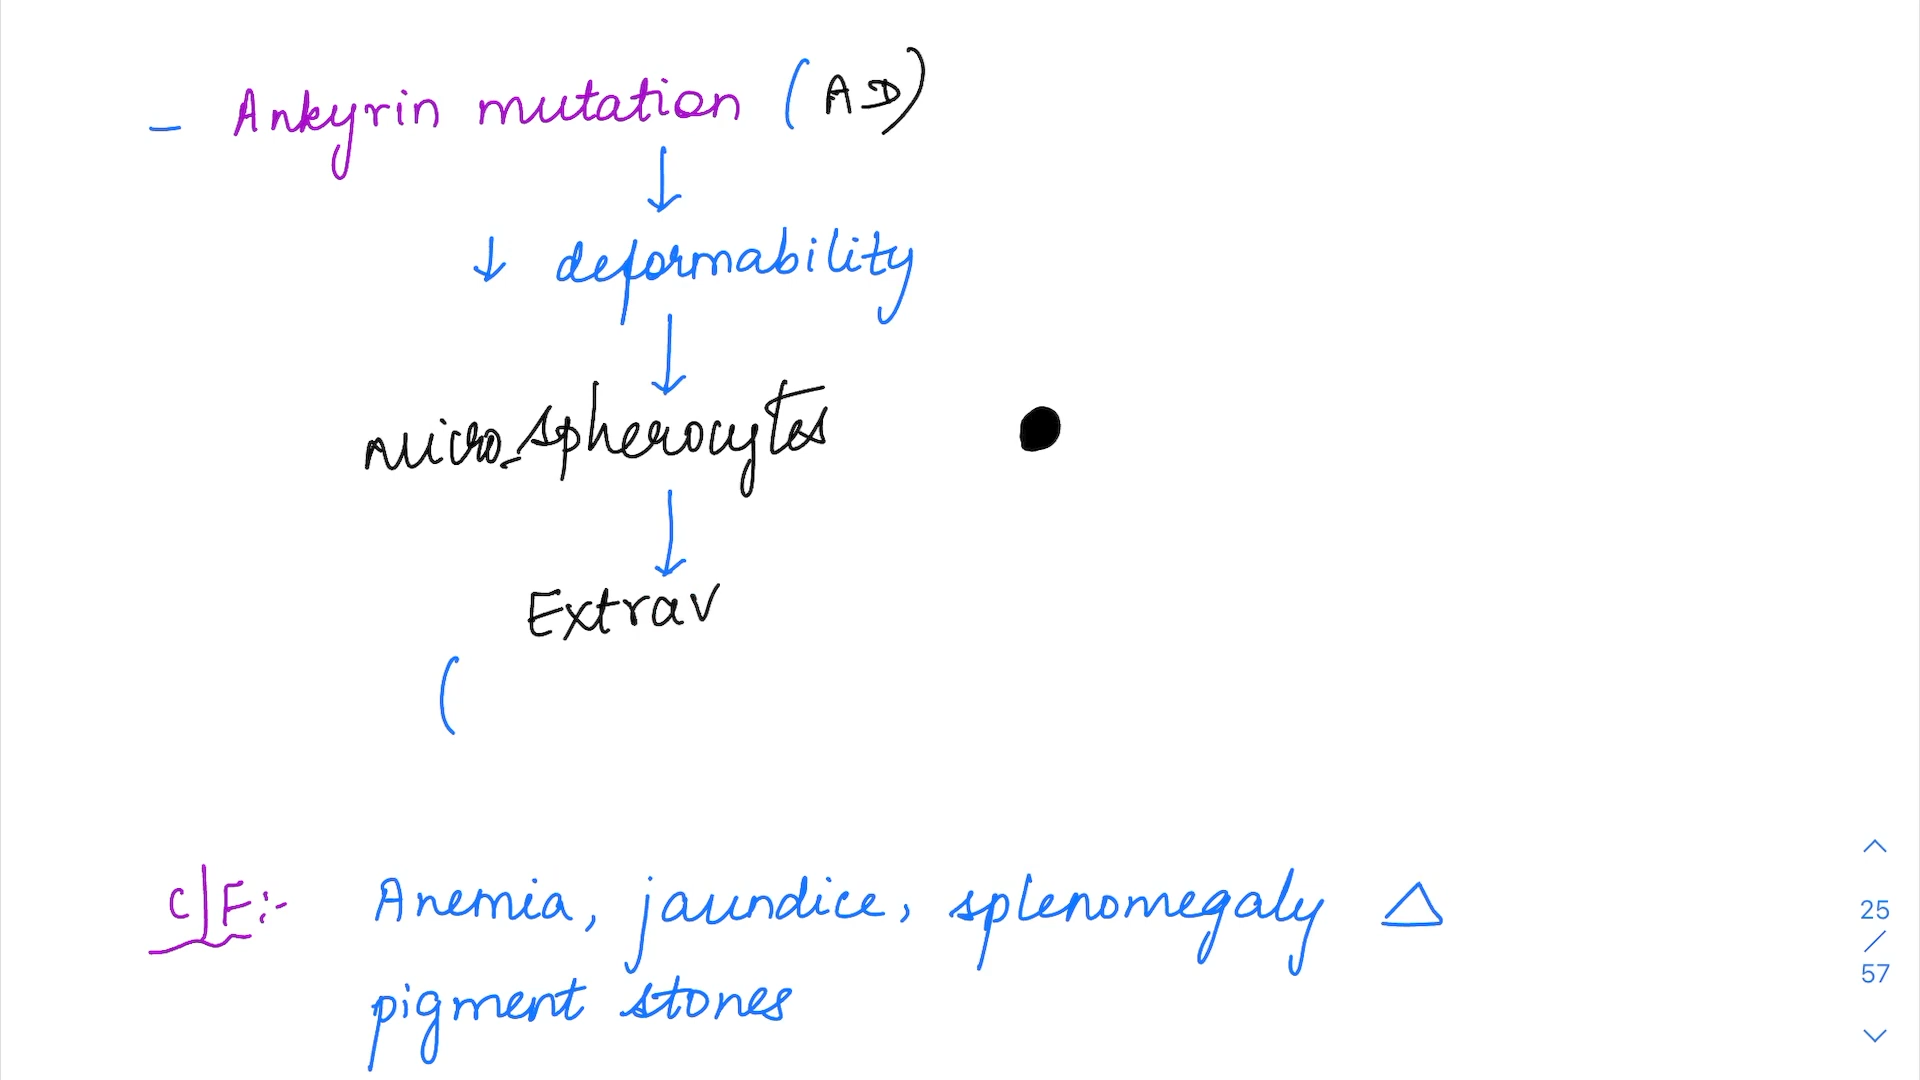 - Ankyrin mutation (AD)
↓
↓ deformability
↓
micro-spherocytes
↓
Extrav
(
C/F:- Anemia, jaundice, splenomegaly △
pigment stones
25
/
57